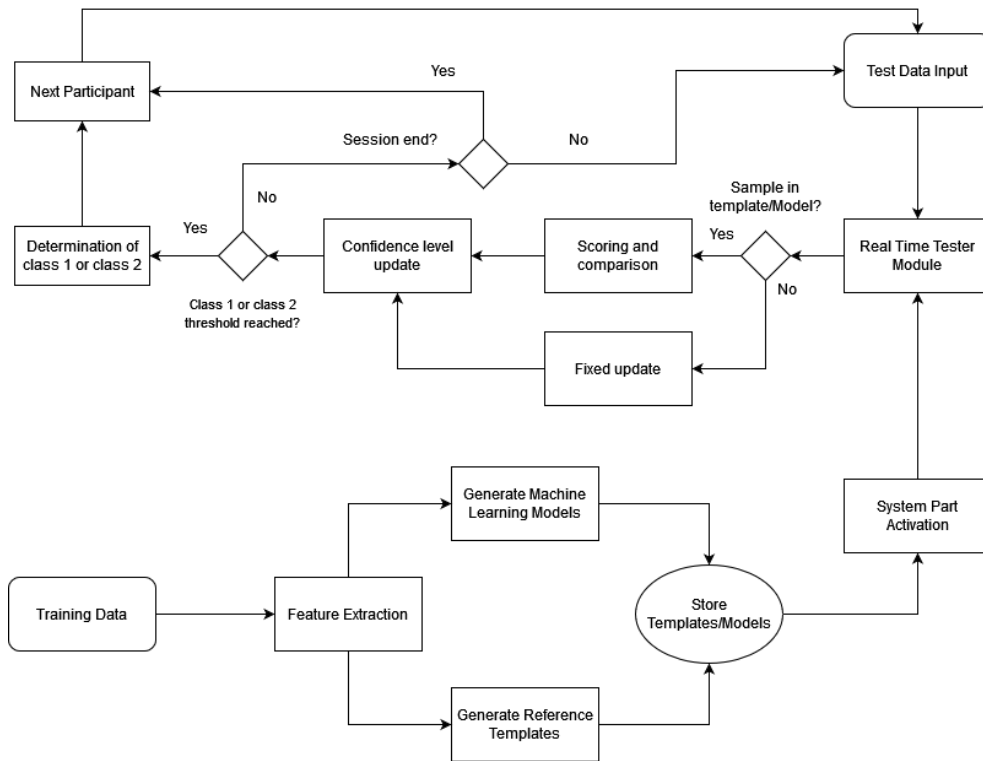 Next Participant
Yes
Test Data Input
Session end?
No
Sample in
template/Model?
No
Yes
Determination of
class 1 or class 2
Confidence level
update
Scoring and
comparison
Yes
Real Time Tester
Module
No
Class 1 or class 2
threshold reached?
Fixed update
Generate Machine
Learning Models
System Part
Activation
Training Data
Feature Extraction
Store
Templates/Models
Generate Reference
Templates